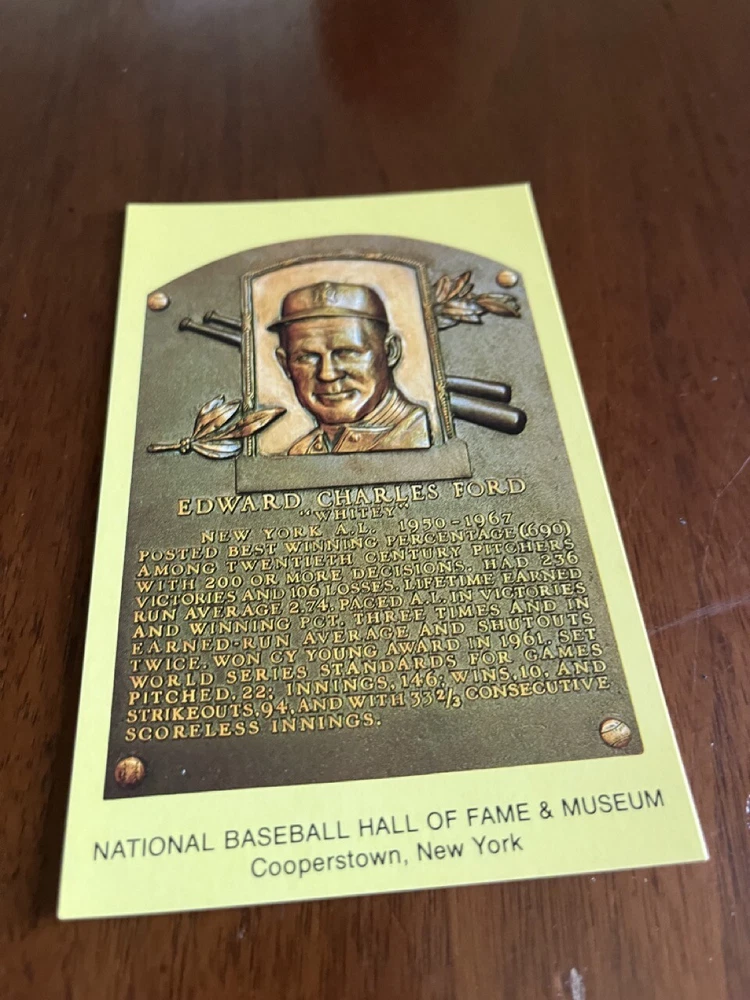 EDWARD CHARLES FORD
"WHITEY"
NEW YORK A.L. 1950-1967
POSTED BEST WINNING PERCENTAGE (.690)
AMONG TWENTIETH CENTURY PITCHERS
WITH 200 OR MORE DECISIONS. HAD 236
VICTORIES AND 106 LOSSES. LIFETIME EARNED
RUN AVERAGE 2.74. PACED A.L. IN VICTORIES
AND WINNING PCT. THREE TIMES AND IN
EARNED-RUN AVERAGE AND SHUTOUTS
TWICE. WON CY YOUNG AWARD IN 1961. SET
WORLD SERIES STANDARDS FOR GAMES
PITCHED, 22; INNINGS, 146; WINS, 10; AND
STRIKEOUTS, 94, AND WITH 33 2/3 CONSECUTIVE
SCORELESS INNINGS.
NATIONAL BASEBALL HALL OF FAME & MUSEUM
Cooperstown, New York